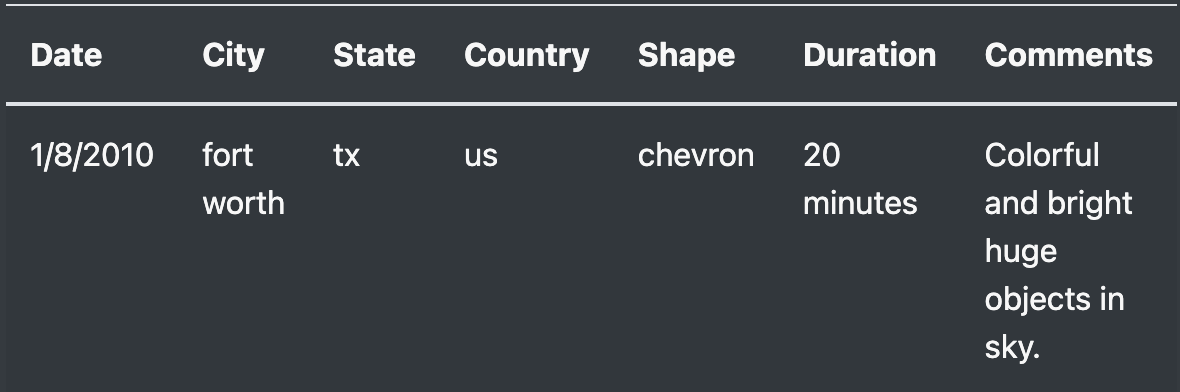 Date City State Country Shape Duration Comments
1/8/2010 fort tx us chevron 20 Colorful
worth minutes and bright
huge
objects in
sky.